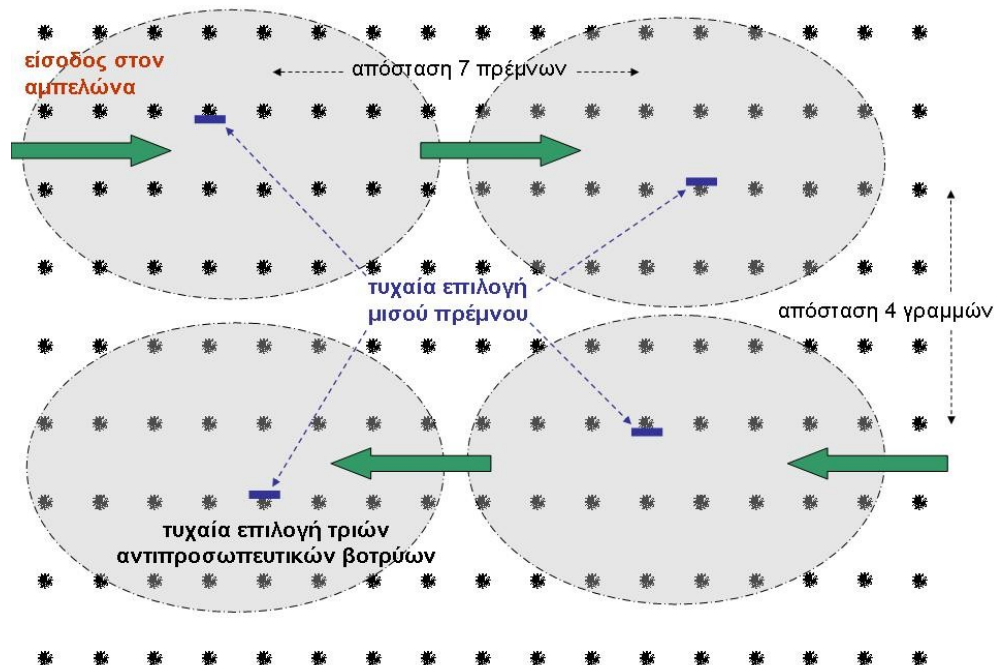 είσοδος στον
αμπελώνα
απόσταση 7 πρέμνων
τυχαία επιλογή
μισού πρέμνου
απόσταση 4 γραμμών
τυχαία επιλογή τριών
αντιπροσωπευτικών βοτρύων